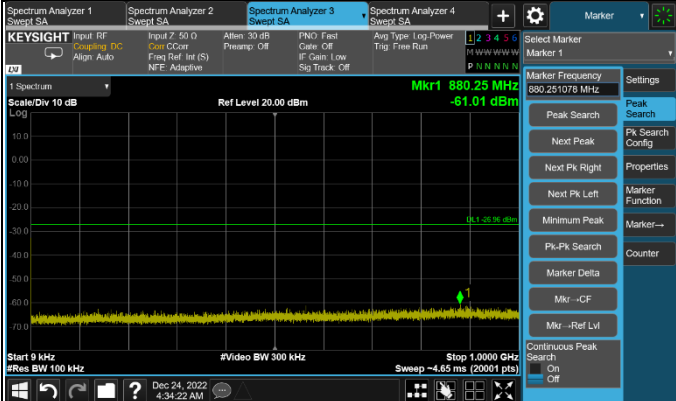 Spectrum Analyzer 1
Swept SA
Spectrum Analyzer 2
Swept SA
Spectrum Analyzer 3
Swept SA
Spectrum Analyzer 4
Swept SA
+
Marker
KEYSIGHT
Input: RF
Coupling: DC
Align: Auto
Input Z: 50 Ω
Corr CCorr
Freq Ref: Int (S)
NFE: Adaptive
Atten: 30 dB
Preamp: Off
PNO: Fast
Gate: Off
IF Gain: Low
Sig Track: Off
Avg Type: Log-Power
Trig: Free Run
1 2 3 4 5 6
M W W W W W
P N N N N N
Select Marker
Marker 1
LXI
1 Spectrum
Mkr1 880.25 MHz
Scale/Div 10 dB
Ref Level 20.00 dBm
-61.01 dBm
Log
10.0
0.00
-10.0
-20.0
-30.0
-40.0
-50.0
-60.0
-70.0
DL1 -26.96 dBm
1
Start 9 kHz
#Video BW 300 kHz
Stop 1.0000 GHz
#Res BW 100 kHz
Sweep ~4.65 ms (20001 pts)
Marker Frequency
880.251078 MHz
Peak Search
Next Peak
Next Pk Right
Next Pk Left
Minimum Peak
Pk-Pk Search
Marker Delta
Mkr→CF
Mkr→Ref Lvl
Continuous Peak
Search
On
Off
Settings
Peak
Search
Pk Search
Config
Properties
Marker
Function
Marker→
Counter
?
Dec 24, 2022
4:34:22 AM